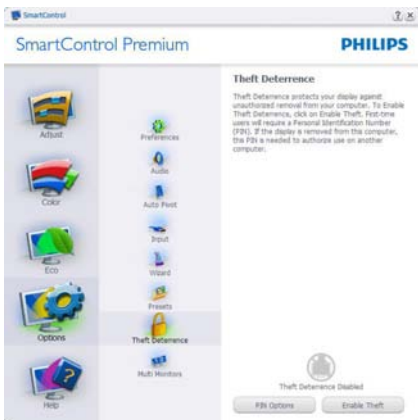 SmartControl
SmartControl Premium
PHILIPS
Adjust
Color
Eco
Options
Help
Preferences
Audio
Auto Pivot
Input
Wizard
Presets
Theft Deterrence
Multi Monitors
Theft Deterrence
Theft Deterrence protects your display against
unauthorized removal from your computer. To Enable
Theft Deterrence, click on Enable Theft. First-time
users will require a Personal Identification Number
(PIN). If the display is removed from this computer,
the PIN is needed to authorize use on another
computer.
Theft Deterrence Disabled
PIN Options
Enable Theft